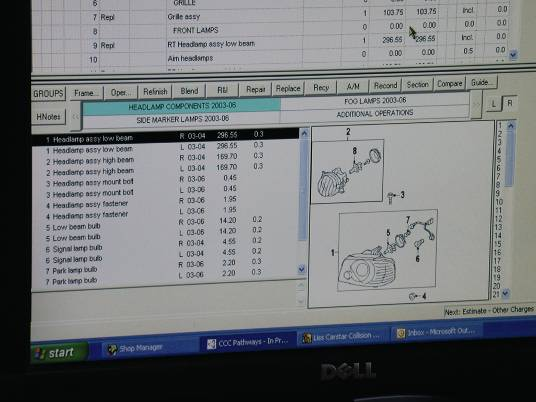 6 GRILLE
7 Repl Grille assy 1 103.75 103.75 Incl. 0.0
8 FRONT LAMPS 0 0.00 0.00 0.0
9 Repl RT Headlamp assy low beam 1 296.55 296.55 Incl. 0.0
10 Aim headlamps 0 0.00 0.00 0.5 0.0
GROUPS Frame... Oper... Refinish Blend R&I Repair Replace Recy A/M Recond Section Compare Guide...
HNotes << HEADLAMP COMPONENTS 2003-06 FOG LAMPS 2003-06 >> L R
SIDE MARKER LAMPS 2003-06 ADDITIONAL OPERATIONS
1 Headlamp assy low beam R 03-04 296.55 0.3
1 Headlamp assy low beam L 03-04 296.55 0.3
2 Headlamp assy high beam R 03-04 169.70 0.3
2 Headlamp assy high beam L 03-04 169.70 0.3
3 Headlamp assy mount bolt R 03-06 0.45
3 Headlamp assy mount bolt L 03-06 0.45
4 Headlamp assy fastener R 03-06 1.95
4 Headlamp assy fastener L 03-06 1.95
5 Low beam bulb R 03-06 14.20 0.2
5 Low beam bulb L 03-06 14.20 0.2
6 Signal lamp bulb R 03-04 4.55 0.2
6 Signal lamp bulb L 03-04 4.55 0.2
7 Park lamp bulb R 03-06 2.20 0.3
7 Park lamp bulb L 03-06 2.20 0.3
2
8
3
7
5
6
1
4
1
2
3
4
5
6
7
8
9
10
11
12
13
14
15
16
17
18
19
20
21
Next: Estimate - Other Charges
start Shop Manager CCC Pathways - In Pr... Liss Carstar Collision ... Inbox - Microsoft Out...
DELL